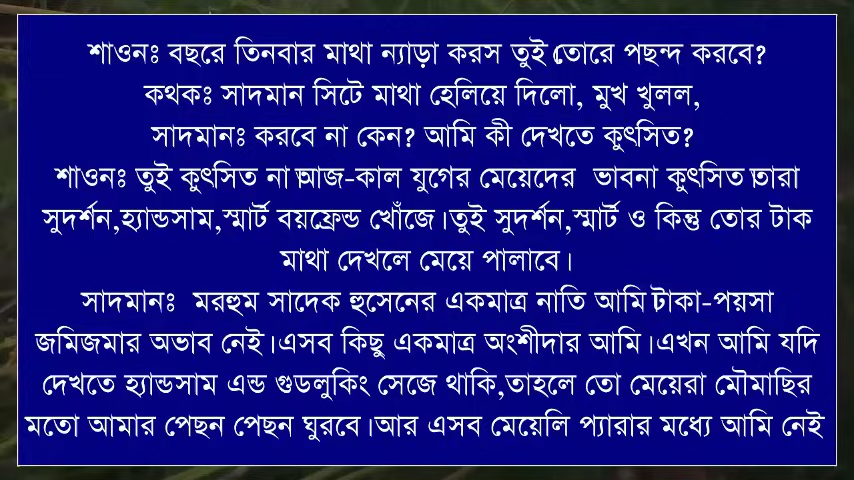 শাওনঃ বছরে তিনবার মাথা ন্যাড়া করস তুই।তোরে পছন্দ করবে?
কথকঃ সাদমান সিটে মাথা হেলিয়ে দিলো, মুখ খুলল,
সাদমানঃ করবে না কেন? আমি কী দেখতে কুৎসিত?
শাওনঃ তুই কুৎসিত না।আজ-কাল যুগের মেয়েদের ভাবনা কুৎসিত।তারা
সুদর্শন,হ্যান্ডসাম,স্মার্ট বয়ফ্রেন্ড খোঁজে।তুই সুদর্শন,স্মার্ট ও কিন্তু তোর টাক
মাথা দেখলে মেয়ে পালাবে।
সাদমানঃ মরহুম সাদেক হুসেনের একমাত্র নাতি আমি।টাকা-পয়সা
জমিজমার অভাব নেই।এসব কিছু একমাত্র অংশীদার আমি।এখন আমি যদি
দেখতে হ্যান্ডসাম এন্ড গুডলুকিং সেজে থাকি,তাহলে তো মেয়েরা মৌমাছির
মতো আমার পেছন পেছন ঘুরবে।আর এসব মেয়েলি প্যারার মধ্যে আমি নেই